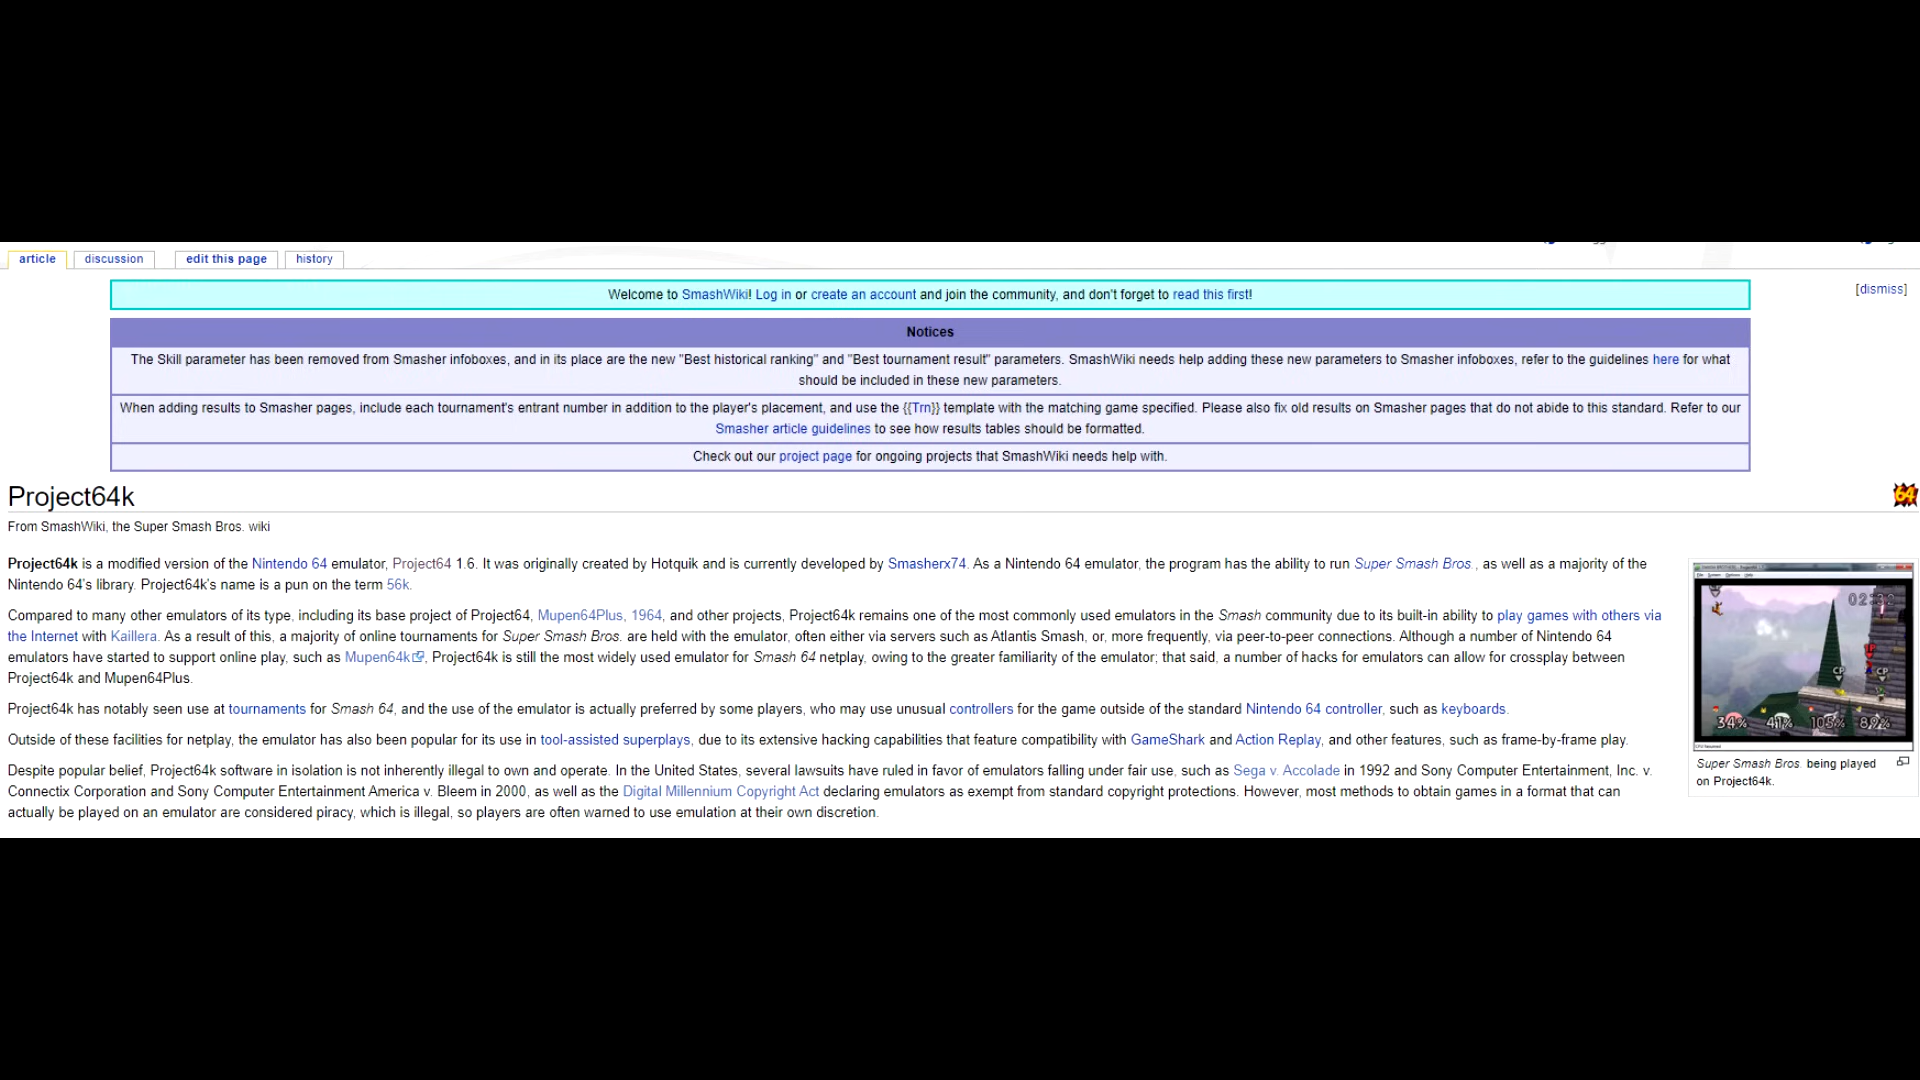 article discussion edit this page history
Welcome to SmashWiki! Log in or create an account and join the community, and don't forget to read this first!
[dismiss]
Notices
The Skill parameter has been removed from Smasher infoboxes, and in its place are the new "Best historical ranking" and "Best tournament result" parameters. SmashWiki needs help adding these new parameters to Smasher infoboxes, refer to the guidelines here for what
should be included in these new parameters.
When adding results to Smasher pages, include each tournament's entrant number in addition to the player's placement, and use the {{Trn}} template with the matching game specified. Please also fix old results on Smasher pages that do not abide to this standard. Refer to our
Smasher article guidelines to see how results tables should be formatted.
Check out our project page for ongoing projects that SmashWiki needs help with.
Project64k
64
From SmashWiki, the Super Smash Bros. wiki
Project64k is a modified version of the Nintendo 64 emulator, Project64 1.6. It was originally created by Hotquik and is currently developed by Smasherx74. As a Nintendo 64 emulator, the program has the ability to run Super Smash Bros., as well as a majority of the
Nintendo 64's library. Project64k's name is a pun on the term 56k.
Compared to many other emulators of its type, including its base project of Project64, Mupen64Plus, 1964, and other projects, Project64k remains one of the most commonly used emulators in the Smash community due to its built-in ability to play games with others via
the Internet with Kaillera. As a result of this, a majority of online tournaments for Super Smash Bros. are held with the emulator, often either via servers such as Atlantis Smash, or, more frequently, via peer-to-peer connections. Although a number of Nintendo 64
emulators have started to support online play, such as Mupen64k, Project64k is still the most widely used emulator for Smash 64 netplay, owing to the greater familiarity of the emulator; that said, a number of hacks for emulators can allow for crossplay between
Project64k and Mupen64Plus.
Project64k has notably seen use at tournaments for Smash 64, and the use of the emulator is actually preferred by some players, who may use unusual controllers for the game outside of the standard Nintendo 64 controller, such as keyboards.
Outside of these facilities for netplay, the emulator has also been popular for its use in tool-assisted superplays, due to its extensive hacking capabilities that feature compatibility with GameShark and Action Replay, and other features, such as frame-by-frame play.
Despite popular belief, Project64k software in isolation is not inherently illegal to own and operate. In the United States, several lawsuits have ruled in favor of emulators falling under fair use, such as Sega v. Accolade in 1992 and Sony Computer Entertainment, Inc. v.
Connectix Corporation and Sony Computer Entertainment America v. Bleem in 2000, as well as the Digital Millennium Copyright Act declaring emulators as exempt from standard copyright protections. However, most methods to obtain games in a format that can
actually be played on an emulator are considered piracy, which is illegal, so players are often warned to use emulation at their own discretion.
CP CP
34% 41% 105% 89%
Super Smash Bros. being played
on Project64k.